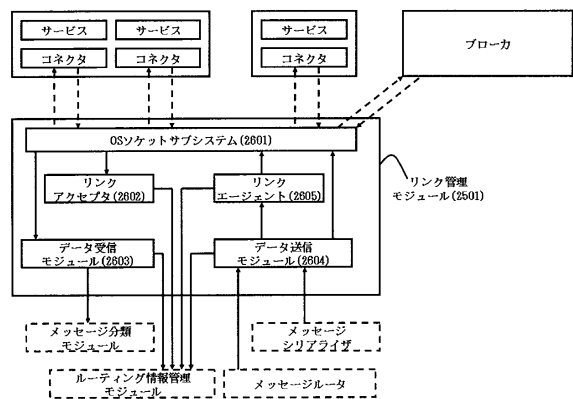 サービス サービス サービス
コネクタ コネクタ コネクタ
ブローカ
OSソケットサブシステム(2601)
リンク
アクセプタ(2602)
リンク
エージェント(2605)
リンク管理
モジュール(2501)
データ受信
モジュール(2603)
データ送信
モジュール(2604)
メッセージ分類
モジュール
メッセージ
シリアライザ
ルーティング情報管理
モジュール
メッセージルータ